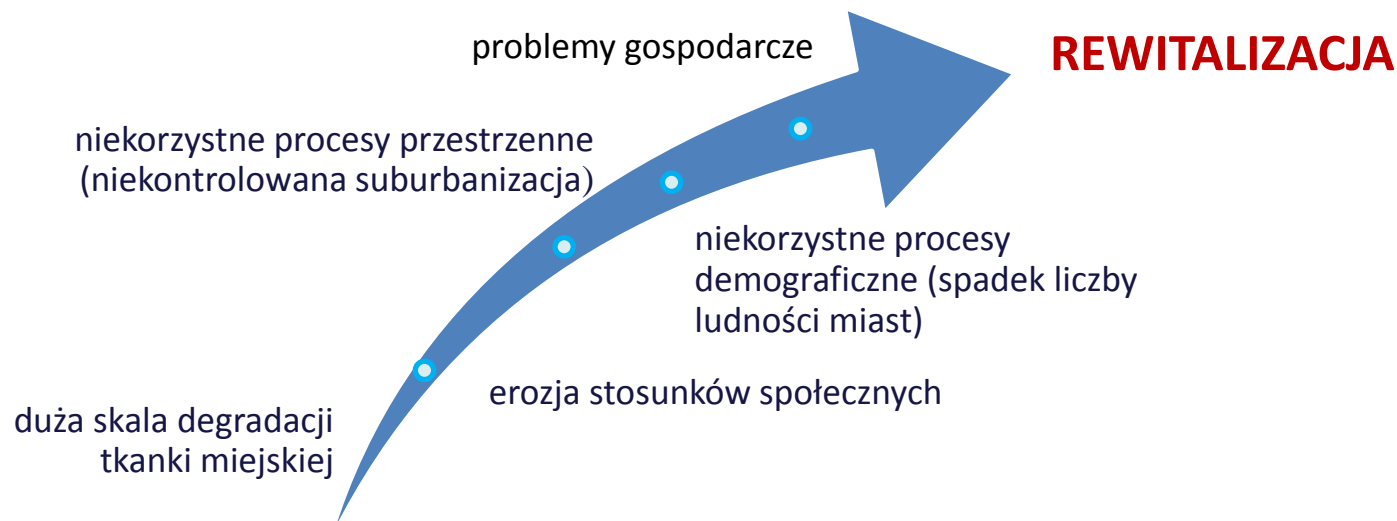 problemy gospodarcze
REWITALIZACJA
niekorzystne procesy przestrzenne
(niekontrolowana suburbanizacja)
niekorzystne procesy
demograficzne (spadek liczby
ludności miast)
erozja stosunków społecznych
duża skala degradacji
tkanki miejskiej